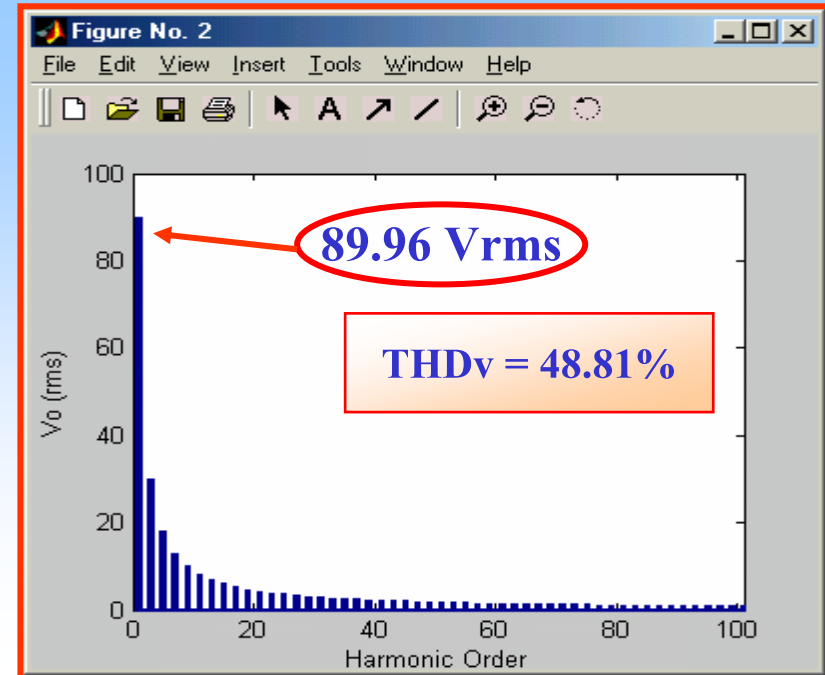 Figure No. 2
File Edit View Insert Tools Window Help
A
100
80
60
40
20
0
Vo (rms)
89.96 Vrms
THDv = 48.81%
0 20 40 60 80 100
Harmonic Order